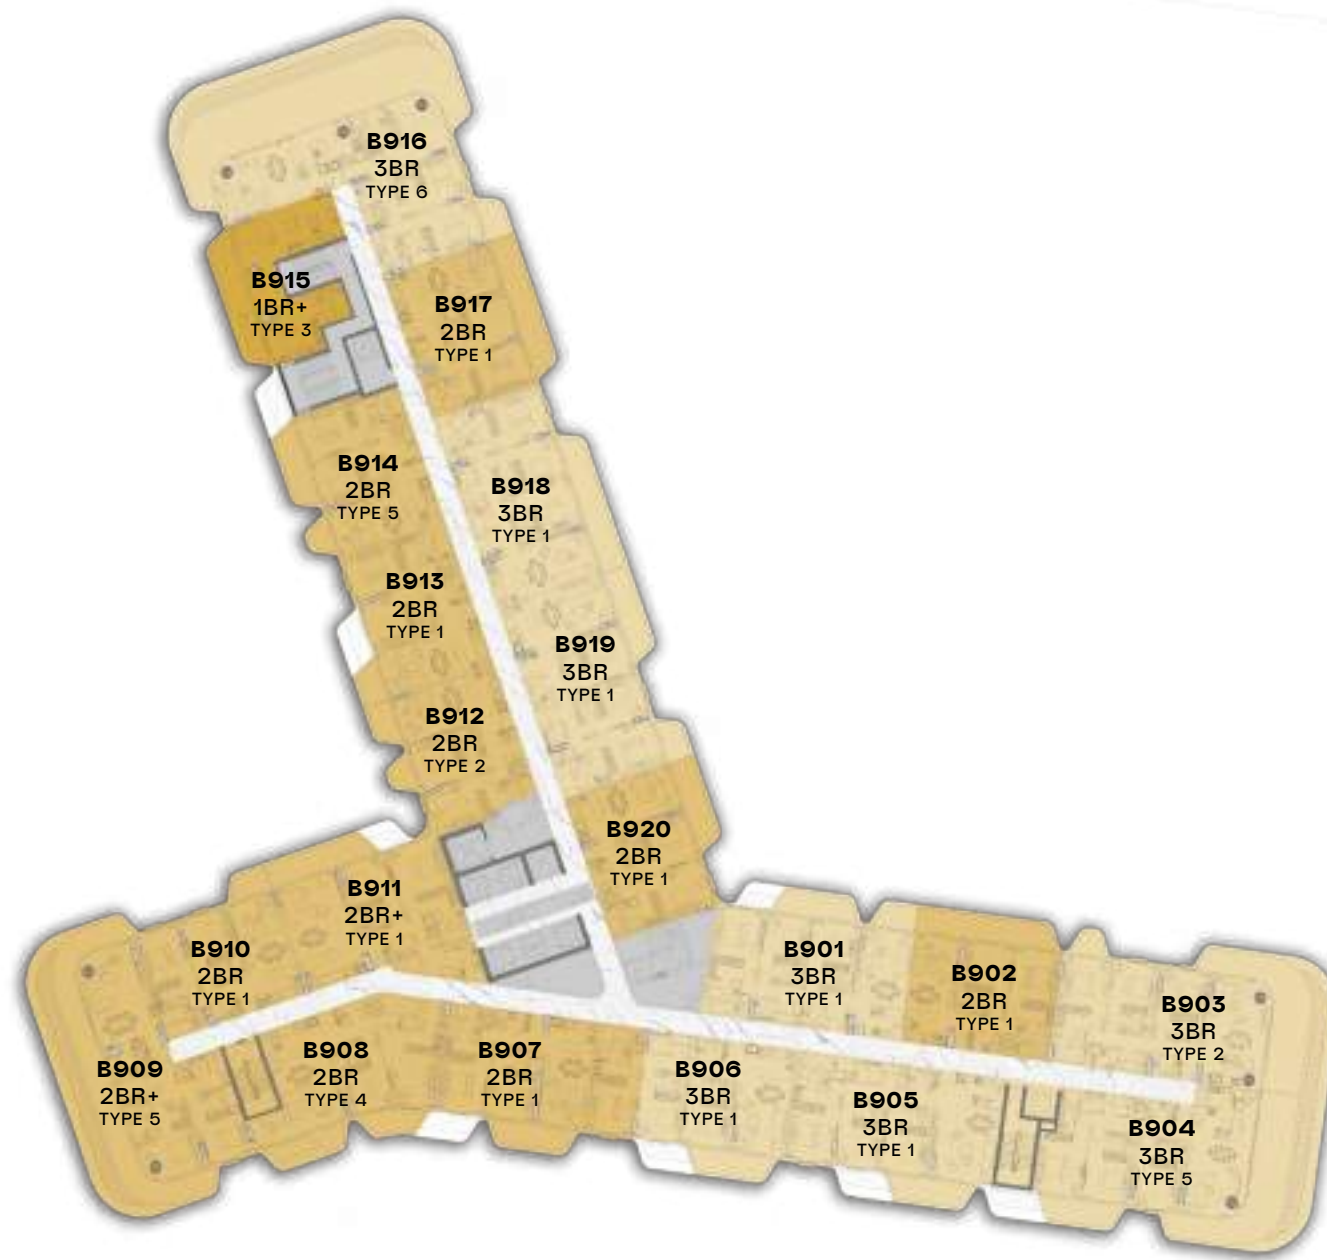 B916
3BR
TYPE 6
B915
1BR+
TYPE 3
B917
2BR
TYPE 1
B914
2BR
TYPE 5
B918
3BR
TYPE 1
B913
2BR
TYPE 1
B919
3BR
TYPE 1
B912
2BR
TYPE 2
B920
2BR
TYPE 1
B911
2BR+
TYPE 1
B910
2BR
TYPE 1
B901
3BR
TYPE 1
B902
2BR
TYPE 1
B903
3BR
TYPE 2
B909
2BR+
TYPE 5
B908
2BR
TYPE 4
B907
2BR
TYPE 1
B906
3BR
TYPE 1
B905
3BR
TYPE 1
B904
3BR
TYPE 5